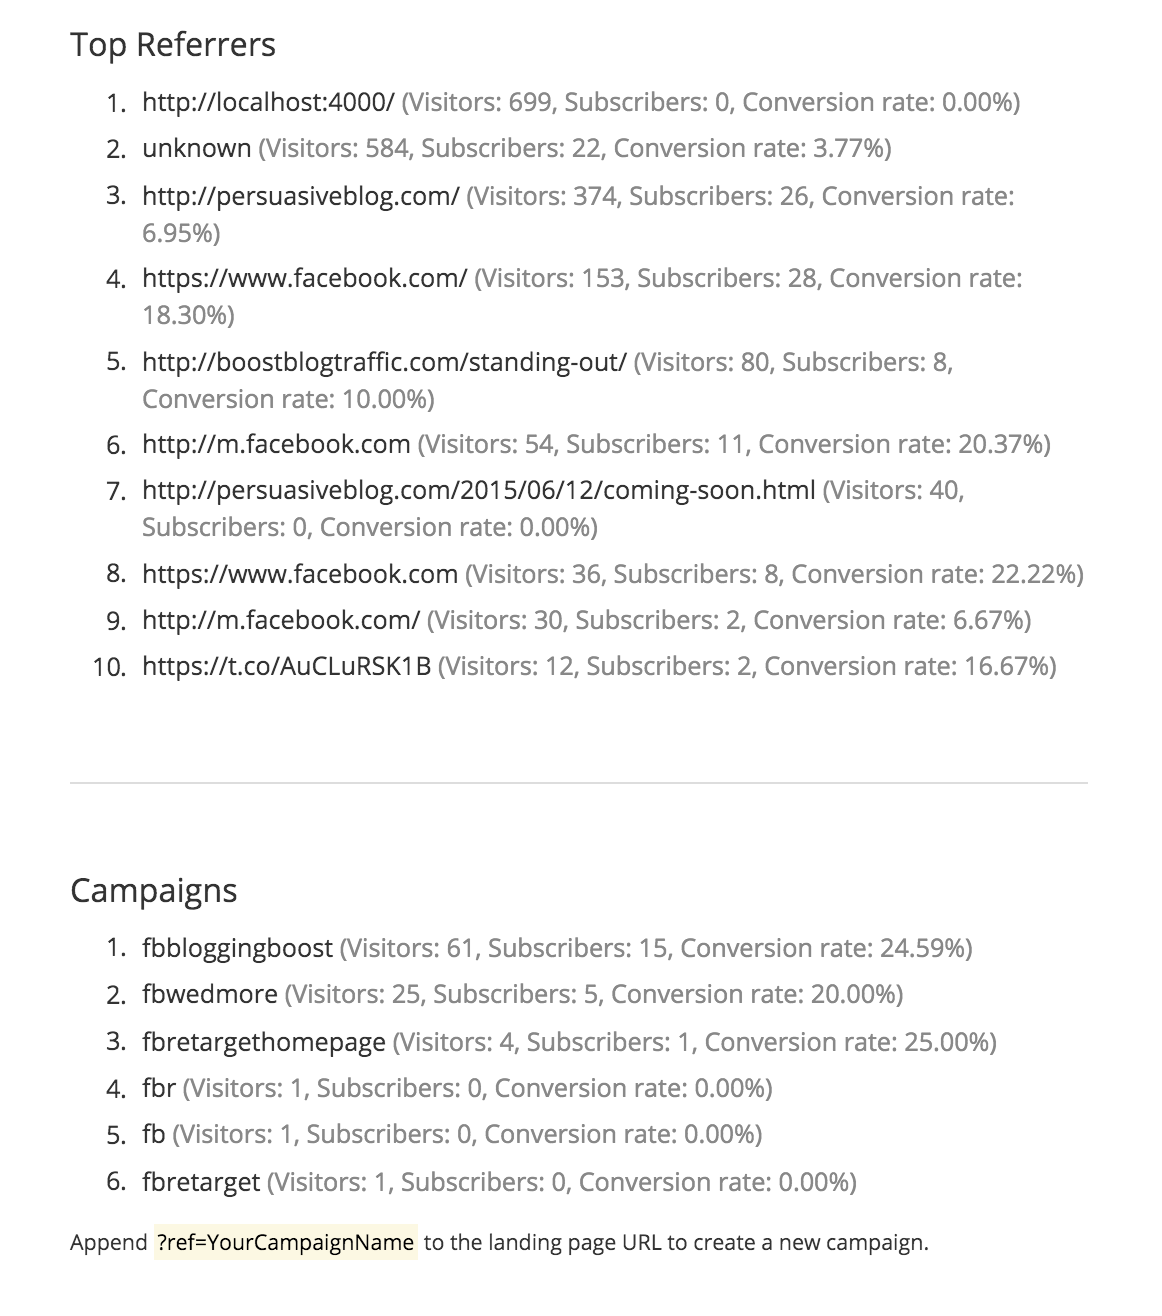 Top Referrers
1. http://localhost:4000/ (Visitors: 699, Subscribers: 0, Conversion rate: 0.00%)
2. unknown (Visitors: 584, Subscribers: 22, Conversion rate: 3.77%)
3. http://persuasiveblog.com/ (Visitors: 374, Subscribers: 26, Conversion rate:
6.95%)
4. https://www.facebook.com/ (Visitors: 153, Subscribers: 28, Conversion rate:
18.30%)
5. http://boostblogtraffic.com/standing-out/ (Visitors: 80, Subscribers: 8,
Conversion rate: 10.00%)
6. http://m.facebook.com (Visitors: 54, Subscribers: 11, Conversion rate: 20.37%)
7. http://persuasiveblog.com/2015/06/12/coming-soon.html (Visitors: 40,
Subscribers: 0, Conversion rate: 0.00%)
8. https://www.facebook.com (Visitors: 36, Subscribers: 8, Conversion rate: 22.22%)
9. http://m.facebook.com/ (Visitors: 30, Subscribers: 2, Conversion rate: 6.67%)
10. https://t.co/AuCLuRSK1B (Visitors: 12, Subscribers: 2, Conversion rate: 16.67%)
Campaigns
1. fbbloggingboost (Visitors: 61, Subscribers: 15, Conversion rate: 24.59%)
2. fbwedmore (Visitors: 25, Subscribers: 5, Conversion rate: 20.00%)
3. fbretargethomepage (Visitors: 4, Subscribers: 1, Conversion rate: 25.00%)
4. fbr (Visitors: 1, Subscribers: 0, Conversion rate: 0.00%)
5. fb (Visitors: 1, Subscribers: 0, Conversion rate: 0.00%)
6. fbretarget (Visitors: 1, Subscribers: 0, Conversion rate: 0.00%)
Append ?ref=YourCampaignName to the landing page URL to create a new campaign.